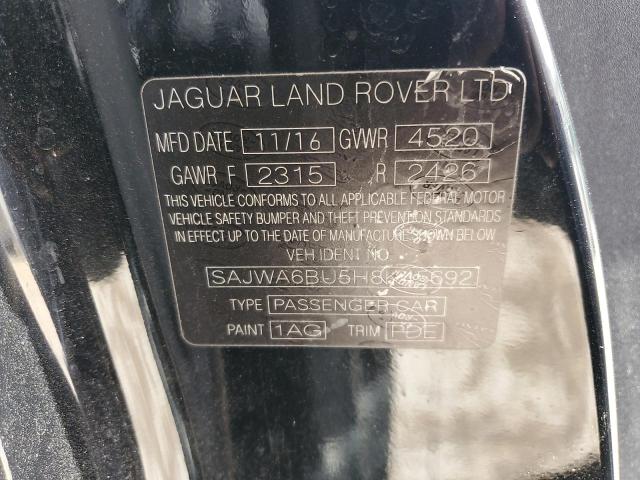 JAGUAR LAND ROVER LTD
MFD DATE 11/16 GVWR 4520
GAWR F 2315 R 2426
THIS VEHICLE CONFORMS TO ALL APPLICABLE FEDERAL MOTOR
VEHICLE SAFETY BUMPER AND THEFT PREVENTION STANDARDS
IN EFFECT UP TO THE DATE OF MANUFACTURE SHOWN BELOW
VEH IDENT NO
TYPE PASSENGER CAR
PAINT 1AG TRIM PDE